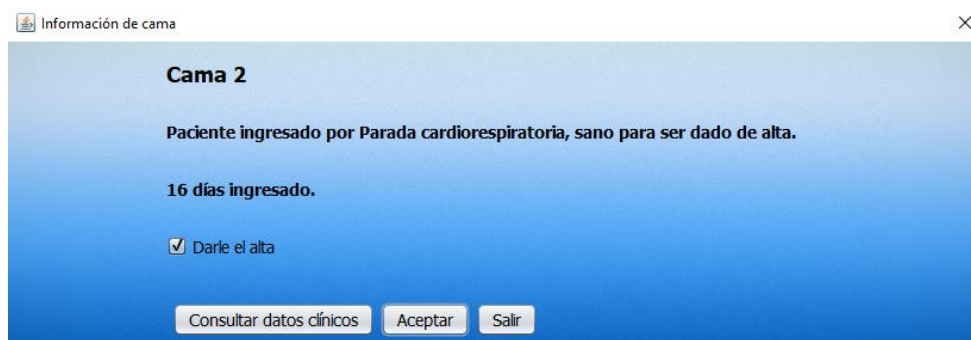 Información de cama
Cama 2
Paciente ingresado por Parada cardiorespiratoria, sano para ser dado de alta.
16 días ingresado.
Darle el alta
Consultar datos clínicos Aceptar Salir